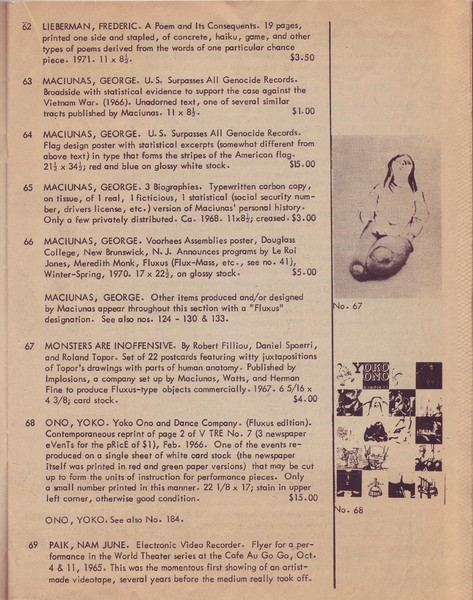 62 LIEBERMAN, FREDERIC. A Poem and Its Consequents. 19 pages,
printed one side and stapled, of concrete, haiku, game, and other
types of poems derived from the words of one particular chance
piece. 1971. 11 x 8½. $3.50
63 MACIUNAS, GEORGE. U.S. Surpasses All Genocide Records.
Broadside with statistical evidence to support the case against the
Vietnam War. (1966). Unadorned text, one of several similar
tracts published by Maciunas. 11 x 8½. $1.00
64 MACIUNAS, GEORGE. U.S. Surpasses All Genocide Records.
Flag design poster with statistical excerpts (somewhat different from
above text) in type that forms the stripes of the American flag.
21½ x 34½; red and blue on glossy white stock. $15.00
65 MACIUNAS, GEORGE. 3 Biographies. Typewritten carbon copy,
on tissue, of 1 real, 1 ficticious, 1 statistical (social security num-
ber, drivers license, etc.) version of Maciunas' personal history.
Only a few privately distributed. Ca. 1968. 11x8½; creased. $3.00
66 MACIUNAS, GEORGE. Voorhees Assemblies poster, Douglass
College, New Brunswick, N.J. Announces programs by Le Roi
Jones, Meredith Monk, Fluxus (Flux-Mass, etc., see no. 41),
Winter-Spring, 1970. 17 x 22½, on glossy stock. $5.00
MACIUNAS, GEORGE. Other items produced and/or designed
by Maciunas appear throughout this section with a "Fluxus"
designation. See also nos. 124 - 130 & 133.
67 MONSTERS ARE INOFFENSIVE. By Robert Filliou, Daniel Spoerri,
and Roland Topor. Set of 22 postcards featuring witty juxtapositions
of Topor's drawings with parts of human anatomy. Published by
Implosions, a company set up by Maciunas, Watts, and Herman
Fine to produce Fluxus-type objects commercially. 1967. 6 5/16 x
4 3/8; card stock. $4.00
68 ONO, YOKO. Yoko Ono and Dance Company. (Fluxus edition).
Contemporaneous reprint of page 2 of V TRE No. 7 (3 newspaper
eVenTs for the pRicE of $1), Feb. 1966. One of the events re-
produced on a single sheet of white card stock (the newspaper
itself was printed in red and green paper versions) that may be cut
up to form the units of instruction for performance pieces. Only
a small number printed in this manner. 22 1/8 x 17; stain in upper
left corner, otherwise good condition. $15.00
ONO, YOKO. See also No. 184.
69 PAIK, NAM JUNE. Electronic Video Recorder. Flyer for a per-
formance in the World Theater series at the Cafe Au Go Go, Oct.
4 & 11, 1965. This was the momentous first showing of an artist-
made videotape, several years before the medium really took off.
No. 67
YOKO
ONO
No. 68